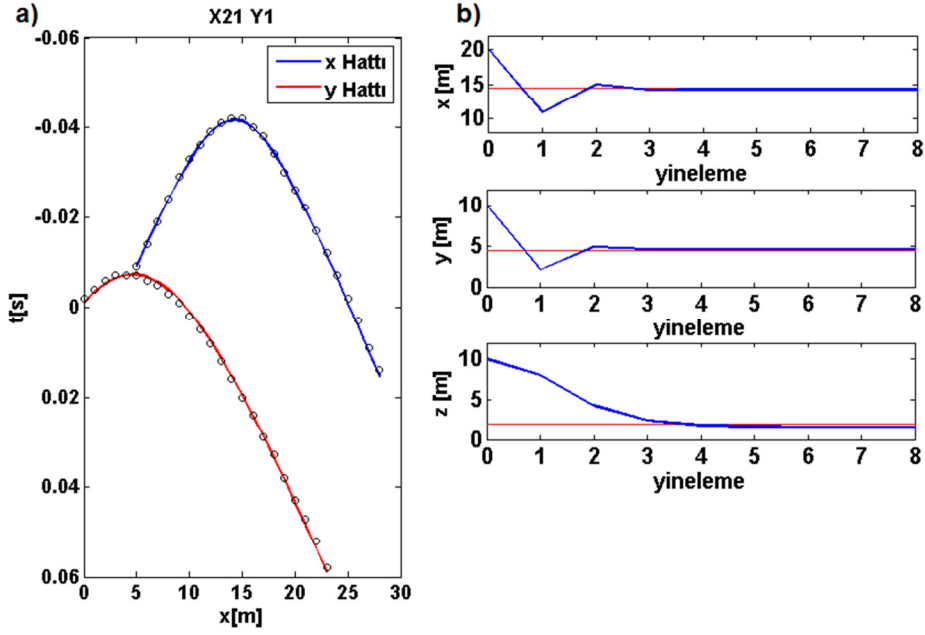 a)
X21 Y1
-0.06
-0.04
-0.02
0
0.02
0.04
0.06
t[s]
x Hattı
y Hattı
0 5 10 15 20 25 30
x[m]
b)
20
15
10
x [m]
0 1 2 3 4 5 6 7 8
yineleme
10
5
0
y [m]
0 1 2 3 4 5 6 7 8
yineleme
10
5
0
z [m]
0 1 2 3 4 5 6 7 8
yineleme